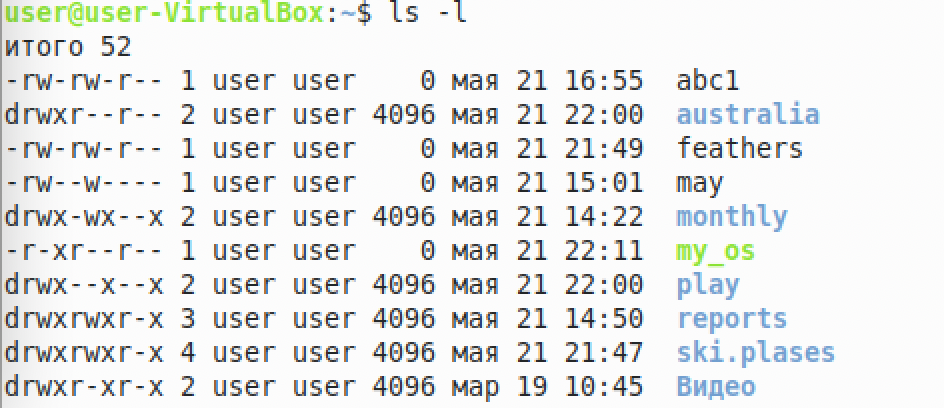 user@user-VirtualBox:~$ ls -l
итого 52
-rw-rw-r-- 1 user user    0 мая 21 16:55  abc1
drwxr--r-- 2 user user 4096 мая 21 22:00  australia
-rw-rw-r-- 1 user user    0 мая 21 21:49  feathers
-rw--w---- 1 user user    0 мая 21 15:01  may
drwx-wx--x 2 user user 4096 мая 21 14:22  monthly
-r-xr--r-- 1 user user    0 мая 21 22:11  my_os
drwx--x--x 2 user user 4096 мая 21 22:00  play
drwxrwxr-x 3 user user 4096 мая 21 14:50  reports
drwxrwxr-x 4 user user 4096 мая 21 21:47  ski.plases
drwxr-xr-x 2 user user 4096 мар 19 10:45  Видео